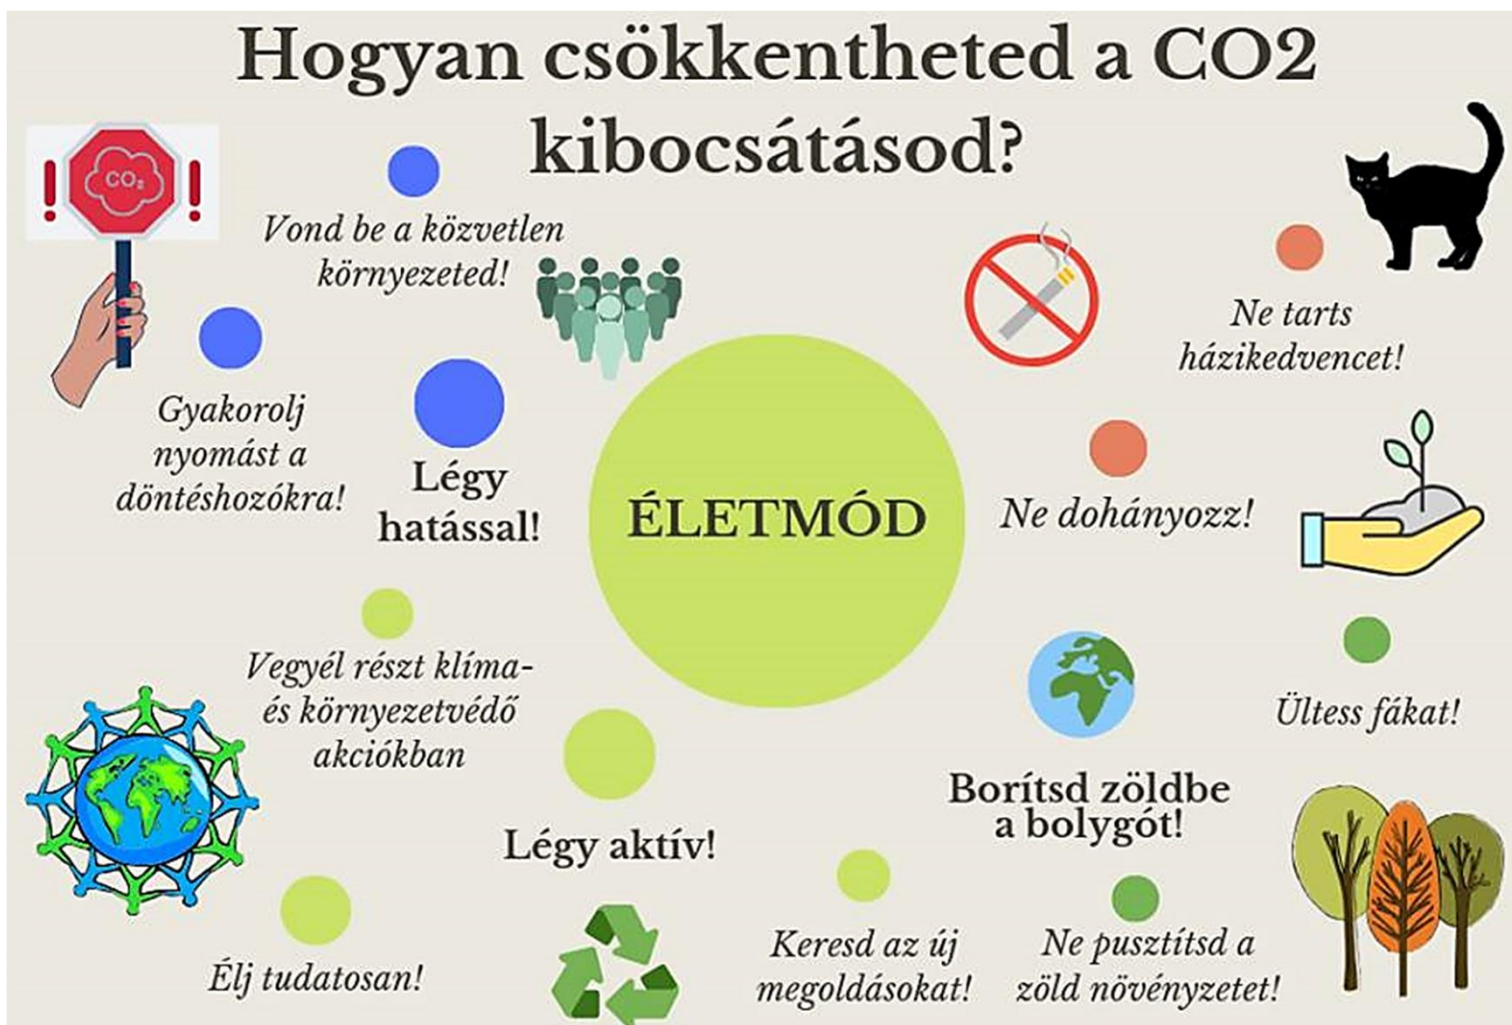 Hogyan csökkentheted a CO2
kibocsátásod?
CO₂
Vond be a közvetlen
környezeted!
Gyakorolj
nyomást a
döntéshozókra!
Légy
hatással!
ÉLETMÓD
Ne tarts
házikedvencet!
Ne dohányozz!
Vegyél részt klíma-
és környezetvédő
akciókban
Légy aktív!
Élj tudatosan!
Keresd az új
megoldásokat!
Borítsd zöldbe
a bolygót!
Ültess fákat!
Ne pusztítsd a
zöld növényzetet!